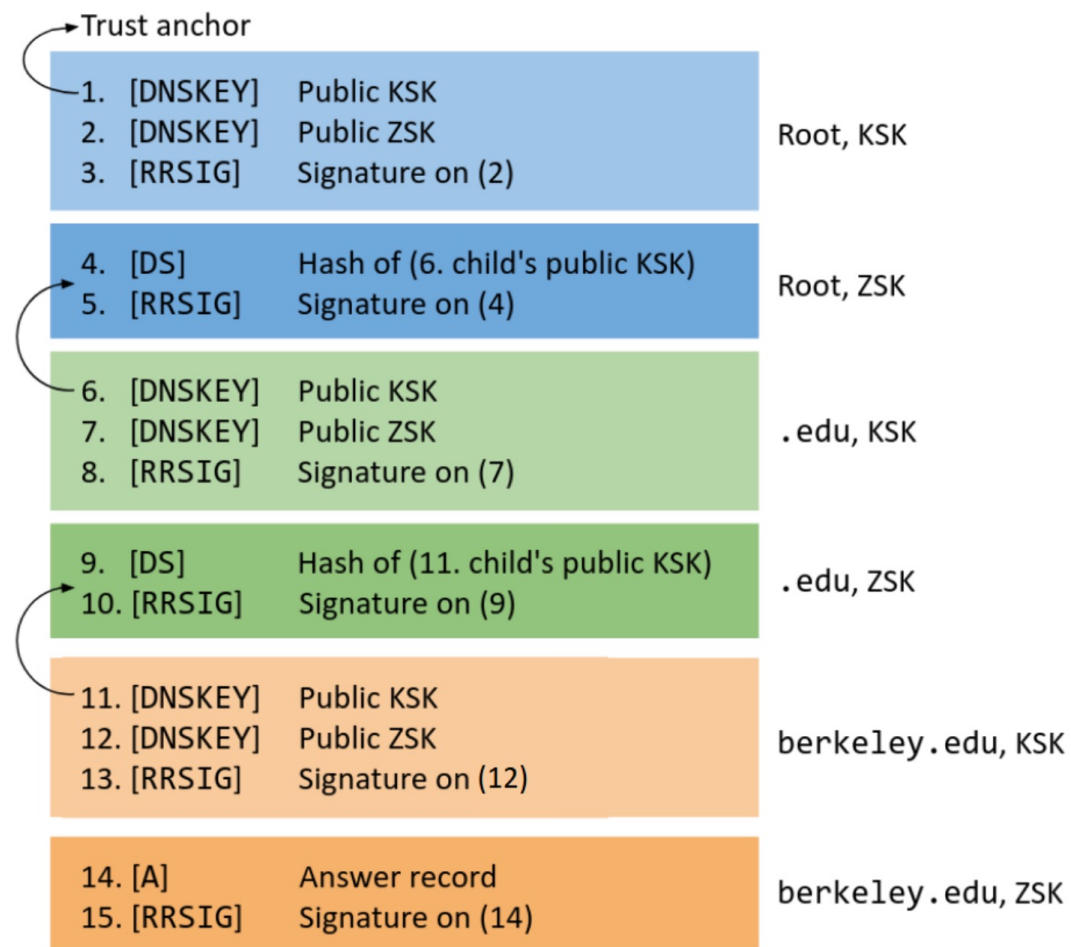 Trust anchor
1. [DNSKEY] Public KSK
2. [DNSKEY] Public ZSK
3. [RRSIG] Signature on (2)
Root, KSK
4. [DS] Hash of (6. child's public KSK)
5. [RRSIG] Signature on (4)
Root, ZSK
6. [DNSKEY] Public KSK
7. [DNSKEY] Public ZSK
8. [RRSIG] Signature on (7)
.edu, KSK
9. [DS] Hash of (11. child's public KSK)
10. [RRSIG] Signature on (9)
.edu, ZSK
11. [DNSKEY] Public KSK
12. [DNSKEY] Public ZSK
13. [RRSIG] Signature on (12)
berkeley.edu, KSK
14. [A] Answer record
15. [RRSIG] Signature on (14)
berkeley.edu, ZSK